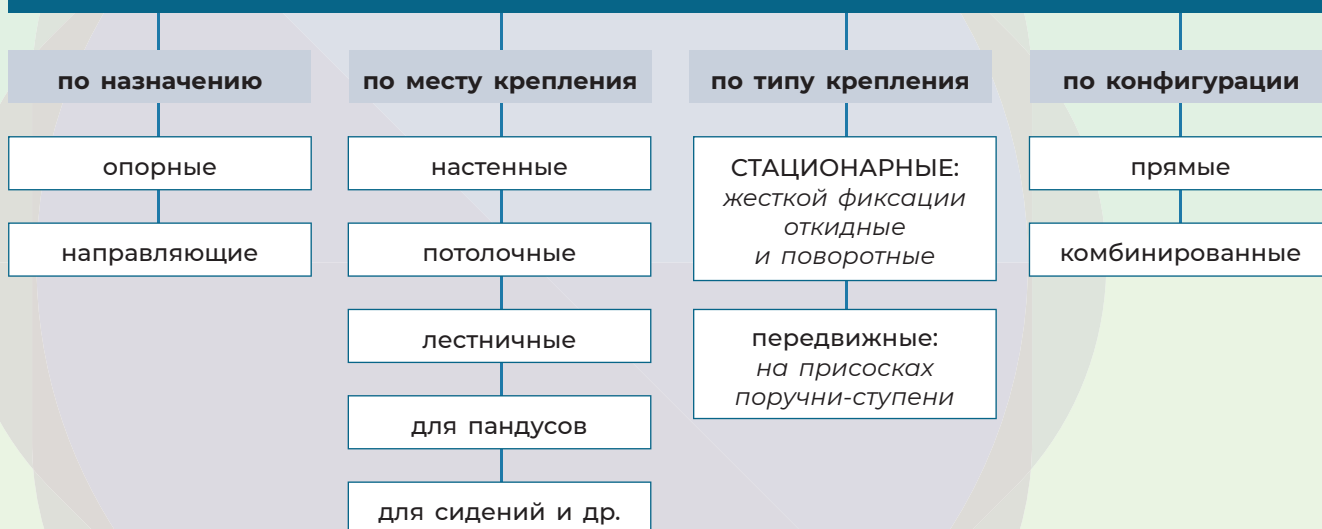 по назначению
опорные
направляющие
по месту крепления
настенные
потолочные
лестничные
для пандусов
для сидений и др.
по типу крепления
СТАЦИОНАРНЫЕ:
жесткой фиксации
откидные
и поворотные
передвижные:
на присосках
поручни-ступени
по конфигурации
прямые
комбинированные